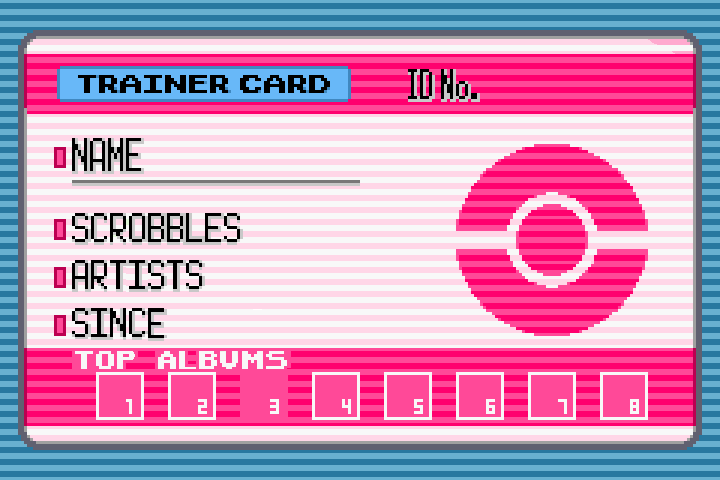 TRAINER CARD ID No.
NAME
SCROBBLES
ARTISTS
SINCE
TOP ALBUMS
1 2 3 4 5 6 7 8